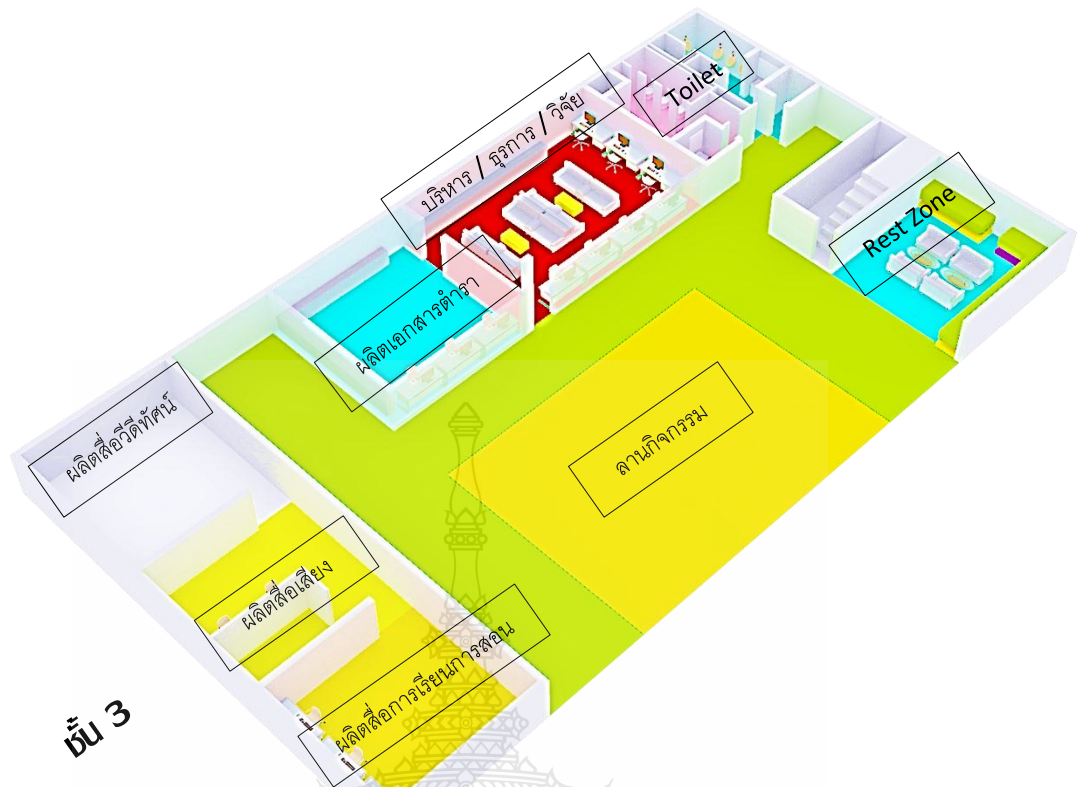 Toilet
บริหาร / ธุรการ / วิจัย
Rest Zone
ผลิตเอกสารตำรา
ผลิตสื่อวีดีทัศน์
ลานกิจกรรม
ผลิตสื่อเสียง
ผลิตสื่อการเรียนการสอน
ชั้น 3